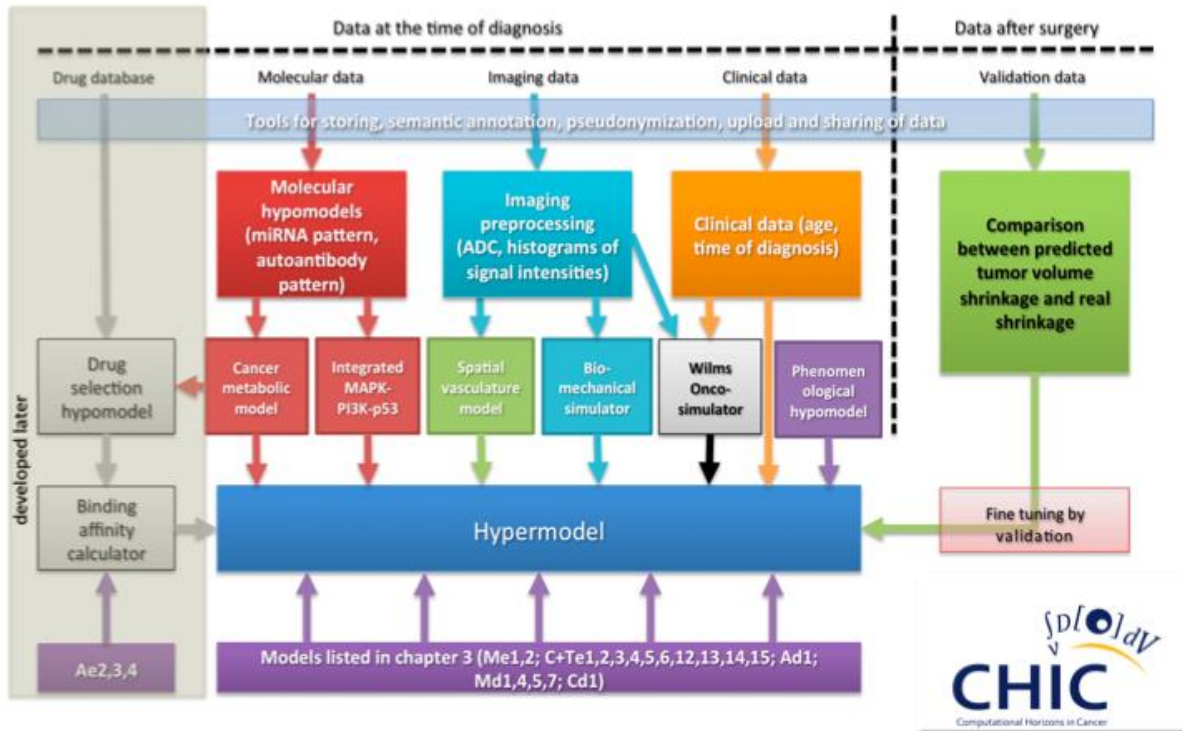 Data at the time of diagnosis
Data after surgery
Drug database
Molecular data
Imaging data
Clinical data
Validation data
Tools for storing, semantic annotation, pseudonymization, upload and sharing of data
Molecular
hypomodels
(miRNA pattern,
autoantibody
pattern)
Imaging
preprocessing
(ADC, histograms of
signal intensities)
Clinical data (age,
time of diagnosis)
Comparison
between predicted
tumor volume
shrinkage and real
shrinkage
Drug
selection
hypomodel
Cancer
metabolic
model
Integrated
MAPK-
PI3K-p53
Spatial
vasculature
model
Bio-
mechanical
simulator
Wilms
Onco-
simulator
Phenomen
ological
hypomodel
developed later
Binding
affinity
calculator
Hypermodel
Fine tuning by
validation
Ae2,3,4
Models listed in chapter 3 (Me1,2; C+Te1,2,3,4,5,6,12,13,14,15; Ad1;
Md1,4,5,7; Cd1)
∫D[ ]dV
v
CHIC
Computational Horizons in Cancer